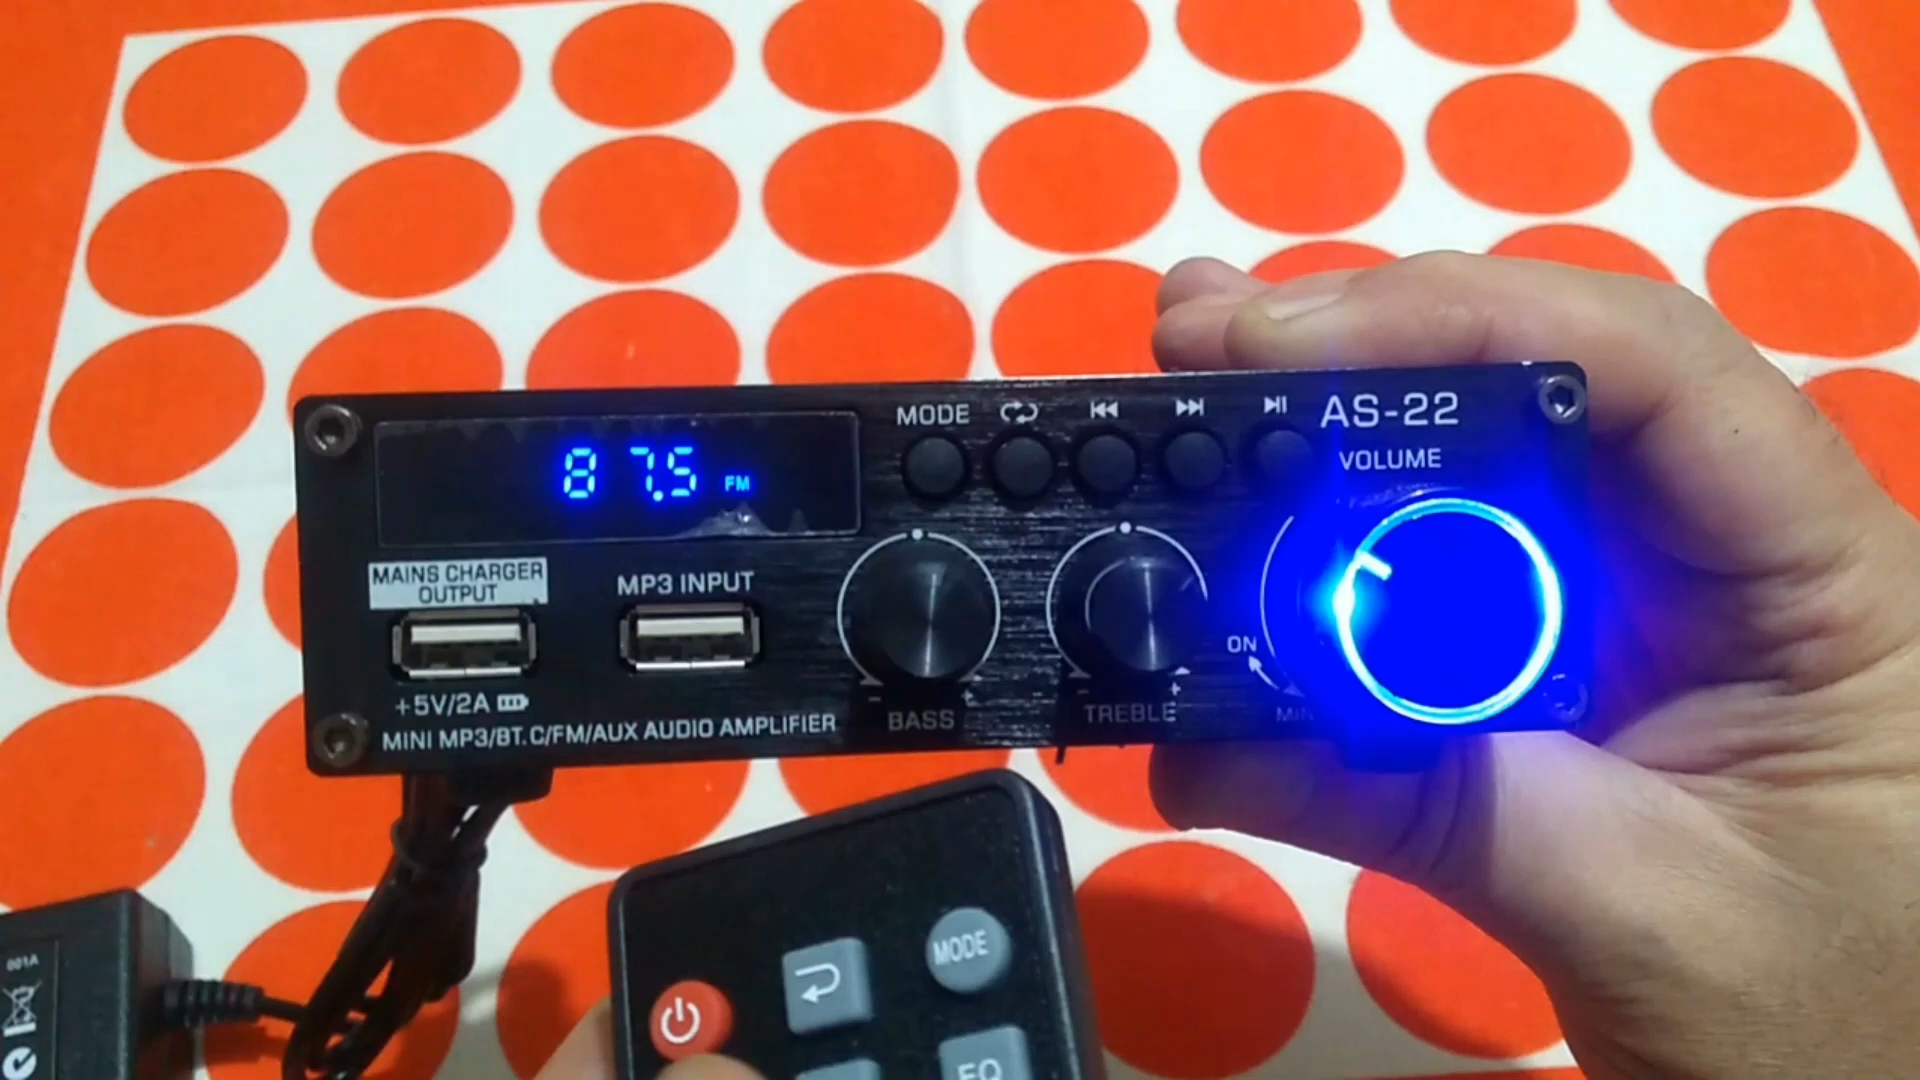 MODE
AS-22
VOLUME
87.5 FM
MAINS CHARGER
OUTPUT
MP3 INPUT
ON
+5V/2A
- +
- +
BASS
TREBLE
MINI MP3/BT.C/FM/AUX AUDIO AMPLIFIER
MODE
EQ